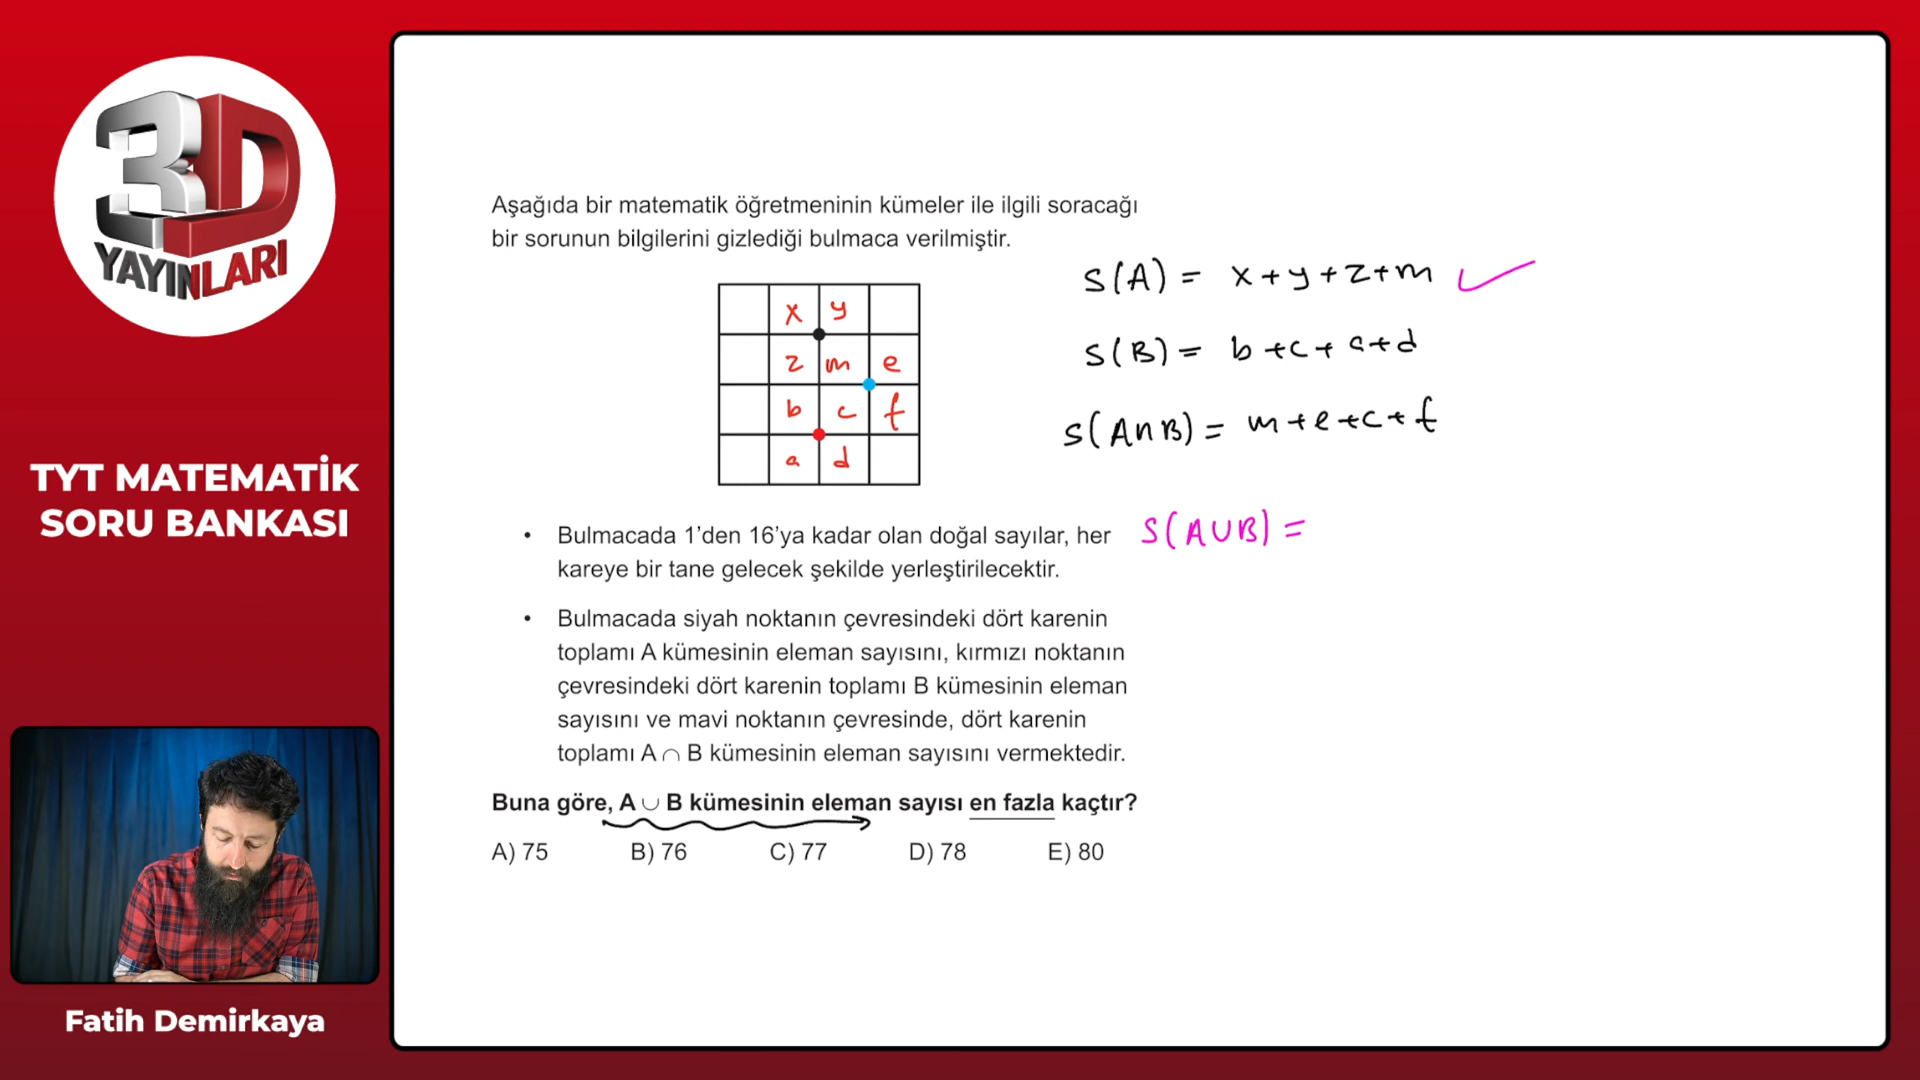 3D
YAYINLARI
TYT MATEMATİK
SORU BANKASI
Fatih Demirkaya
Aşağıda bir matematik öğretmeninin kümeler ile ilgili soracağı
bir sorunun bilgilerini gizlediği bulmaca verilmiştir.
x y
z m e
b c f
a d
• Bulmacada 1’den 16’ya kadar olan doğal sayılar, her
kareye bir tane gelecek şekilde yerleştirilecektir.
• Bulmacada siyah noktanın çevresindeki dört karenin
toplamı A kümesinin eleman sayısını, kırmızı noktanın
çevresindeki dört karenin toplamı B kümesinin eleman
sayısını ve mavi noktanın çevresinde, dört karenin
toplamı A ∩ B kümesinin eleman sayısını vermektedir.
Buna göre, A ∪ B kümesinin eleman sayısı en fazla kaçtır?
A) 75 B) 76 C) 77 D) 78 E) 80
s(A) = x+y+z+m
s(B) = b+c+a+d
s(A∩B) = m+e+c+f
s(A∪B) =